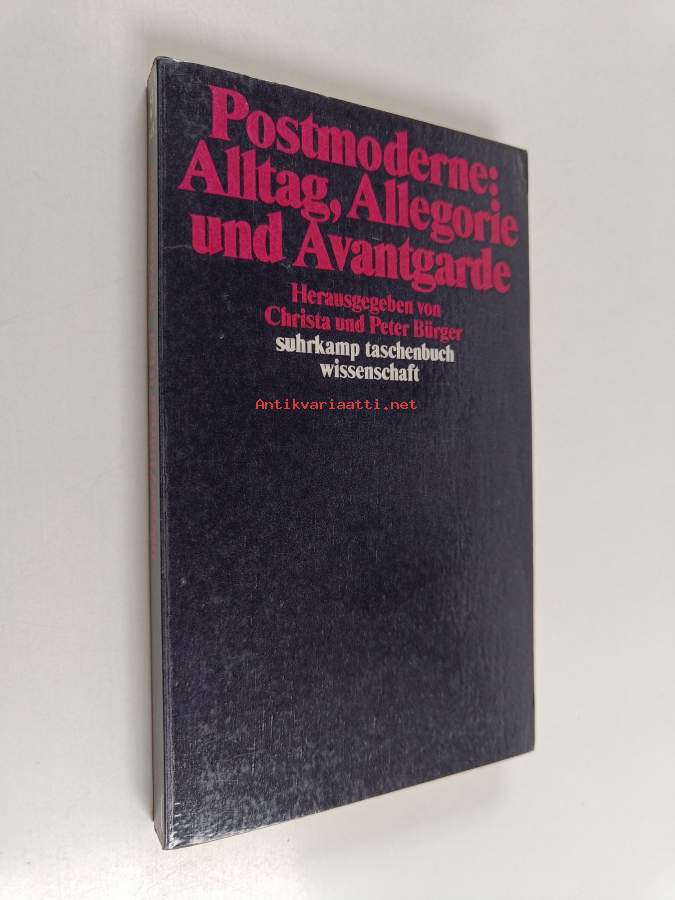 Postmoderne:
Alltag, Allegorie
und Avantgarde
Herausgegeben von
Christa und Peter Bürger
suhrkamp taschenbuch
wissenschaft
Antikvariaatti.net